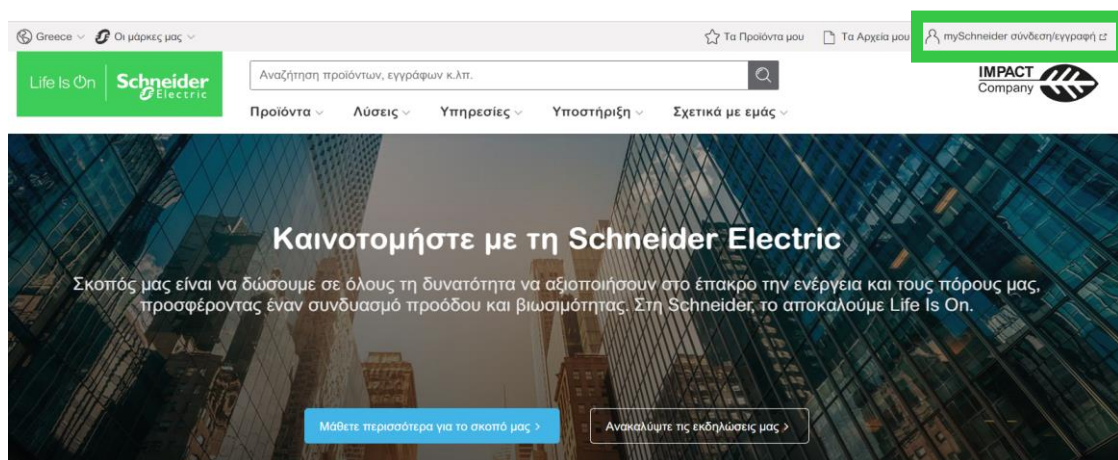 Greece Οι μάρκες μας Τα Προϊόντα μου Τα Αρχεία μου mySchneider σύνδεση/εγγραφή
Life Is On Schneider Electric
Αναζήτηση προϊόντων, εγγράφων κ.λπ.
IMPACT
Company
Προϊόντα Λύσεις Υπηρεσίες Υποστήριξη Σχετικά με εμάς
Καινοτομήστε με τη Schneider Electric
Σκοπός μας είναι να δώσουμε σε όλους τη δυνατότητα να αξιοποιήσουν στο έπακρο την ενέργεια και τους πόρους μας,
προσφέροντας έναν συνδυασμό προόδου και βιωσιμότητας. Στη Schneider, το αποκαλούμε Life Is On.
Μάθετε περισσότερα για το σκοπό μας > Ανακαλύψτε τις εκδηλώσεις μας >